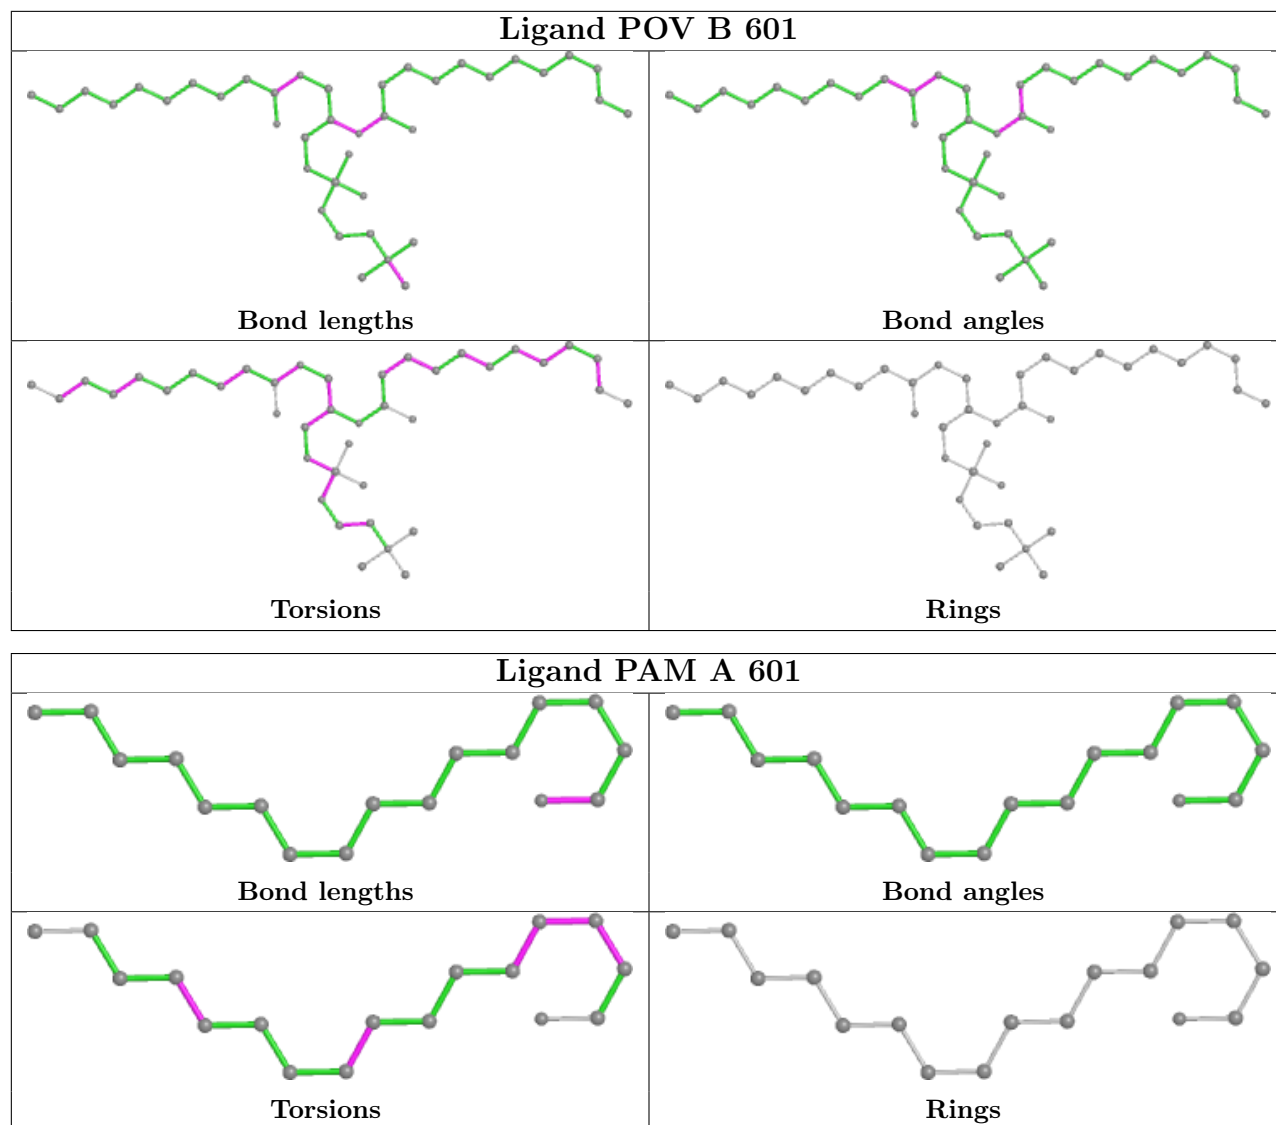 Ligand POV B 601
Bond lengths
Bond angles
Torsions
Rings
Ligand PAM A 601
Bond lengths
Bond angles
Torsions
Rings